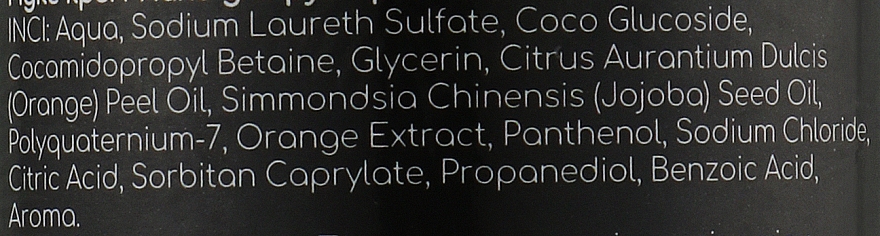 INCI: Aqua, Sodium Laureth Sulfate, Coco Glucoside,
Cocamidopropyl Betaine, Glycerin, Citrus Aurantium Dulcis
(Orange) Peel Oil, Simmondsia Chinensis (Jojoba) Seed Oil,
Polyquaternium-7, Orange Extract, Panthenol, Sodium Chloride,
Citric Acid, Sorbitan Caprylate, Propanediol, Benzoic Acid,
Aroma.